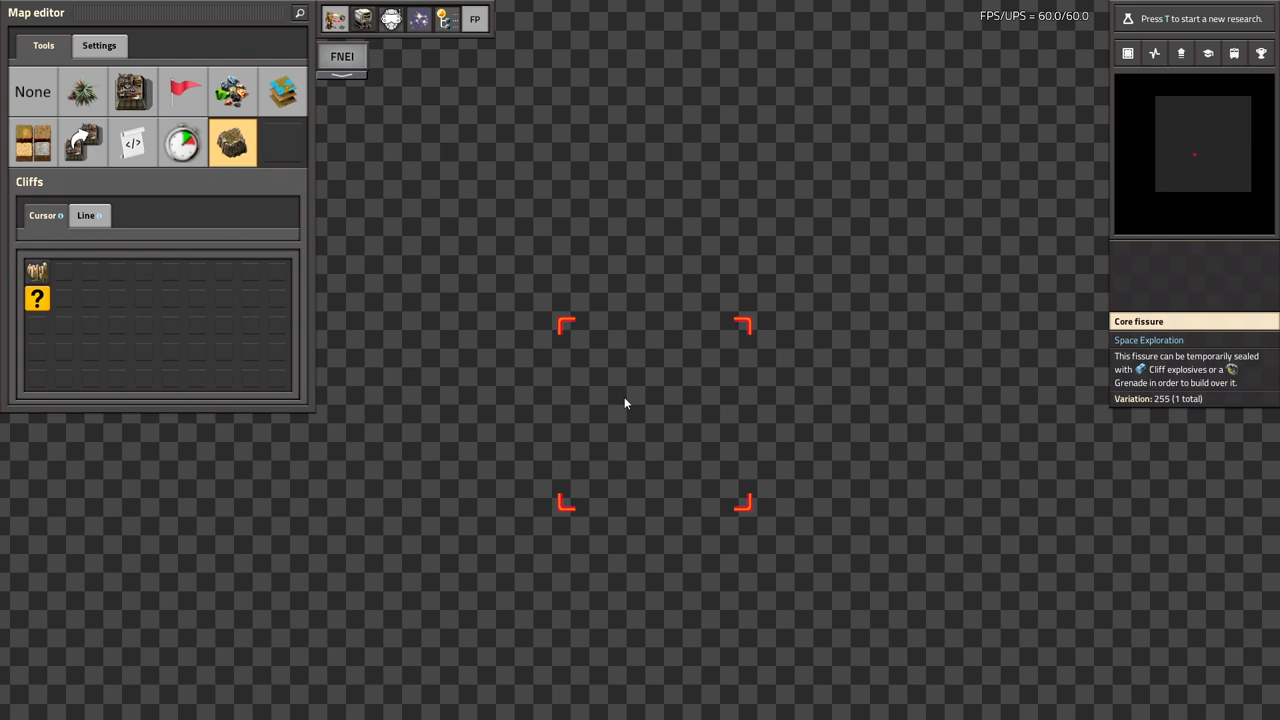 Map editor
Tools
Settings
None
</>
Cliffs
Cursor
Line
?
FP
FNEI
FPS/UPS = 60.0/60.0
Press T to start a new research.
Core fissure
Space Exploration
This fissure can be temporarily sealed
with Cliff explosives or a
Grenade in order to build over it.
Variation: 255 (1 total)